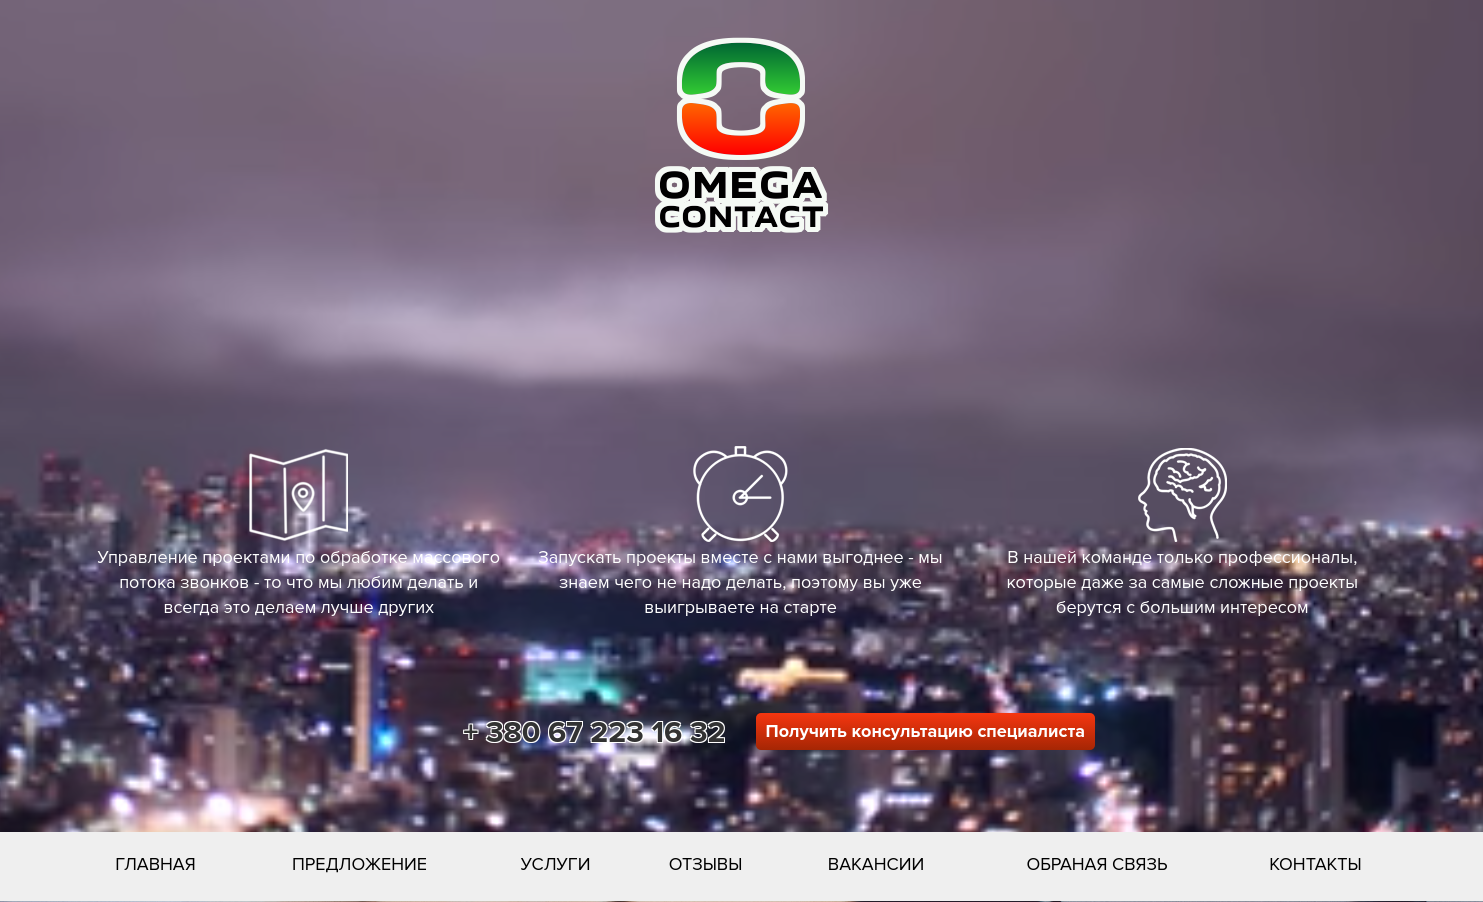 OMEGA
CONTACT
Управление проектами по обработке массового
потока звонков - то что мы любим делать и
всегда это делаем лучше других
Запускать проекты вместе с нами выгоднее - мы
знаем чего не надо делать, поэтому вы уже
выигрываете на старте
В нашей команде только профессионалы,
которые даже за самые сложные проекты
берутся с большим интересом
+ 380 67 223 16 32
Получить консультацию специалиста
ГЛАВНАЯ ПРЕДЛОЖЕНИЕ УСЛУГИ ОТЗЫВЫ ВАКАНСИИ ОБРАНАЯ СВЯЗЬ КОНТАКТЫ